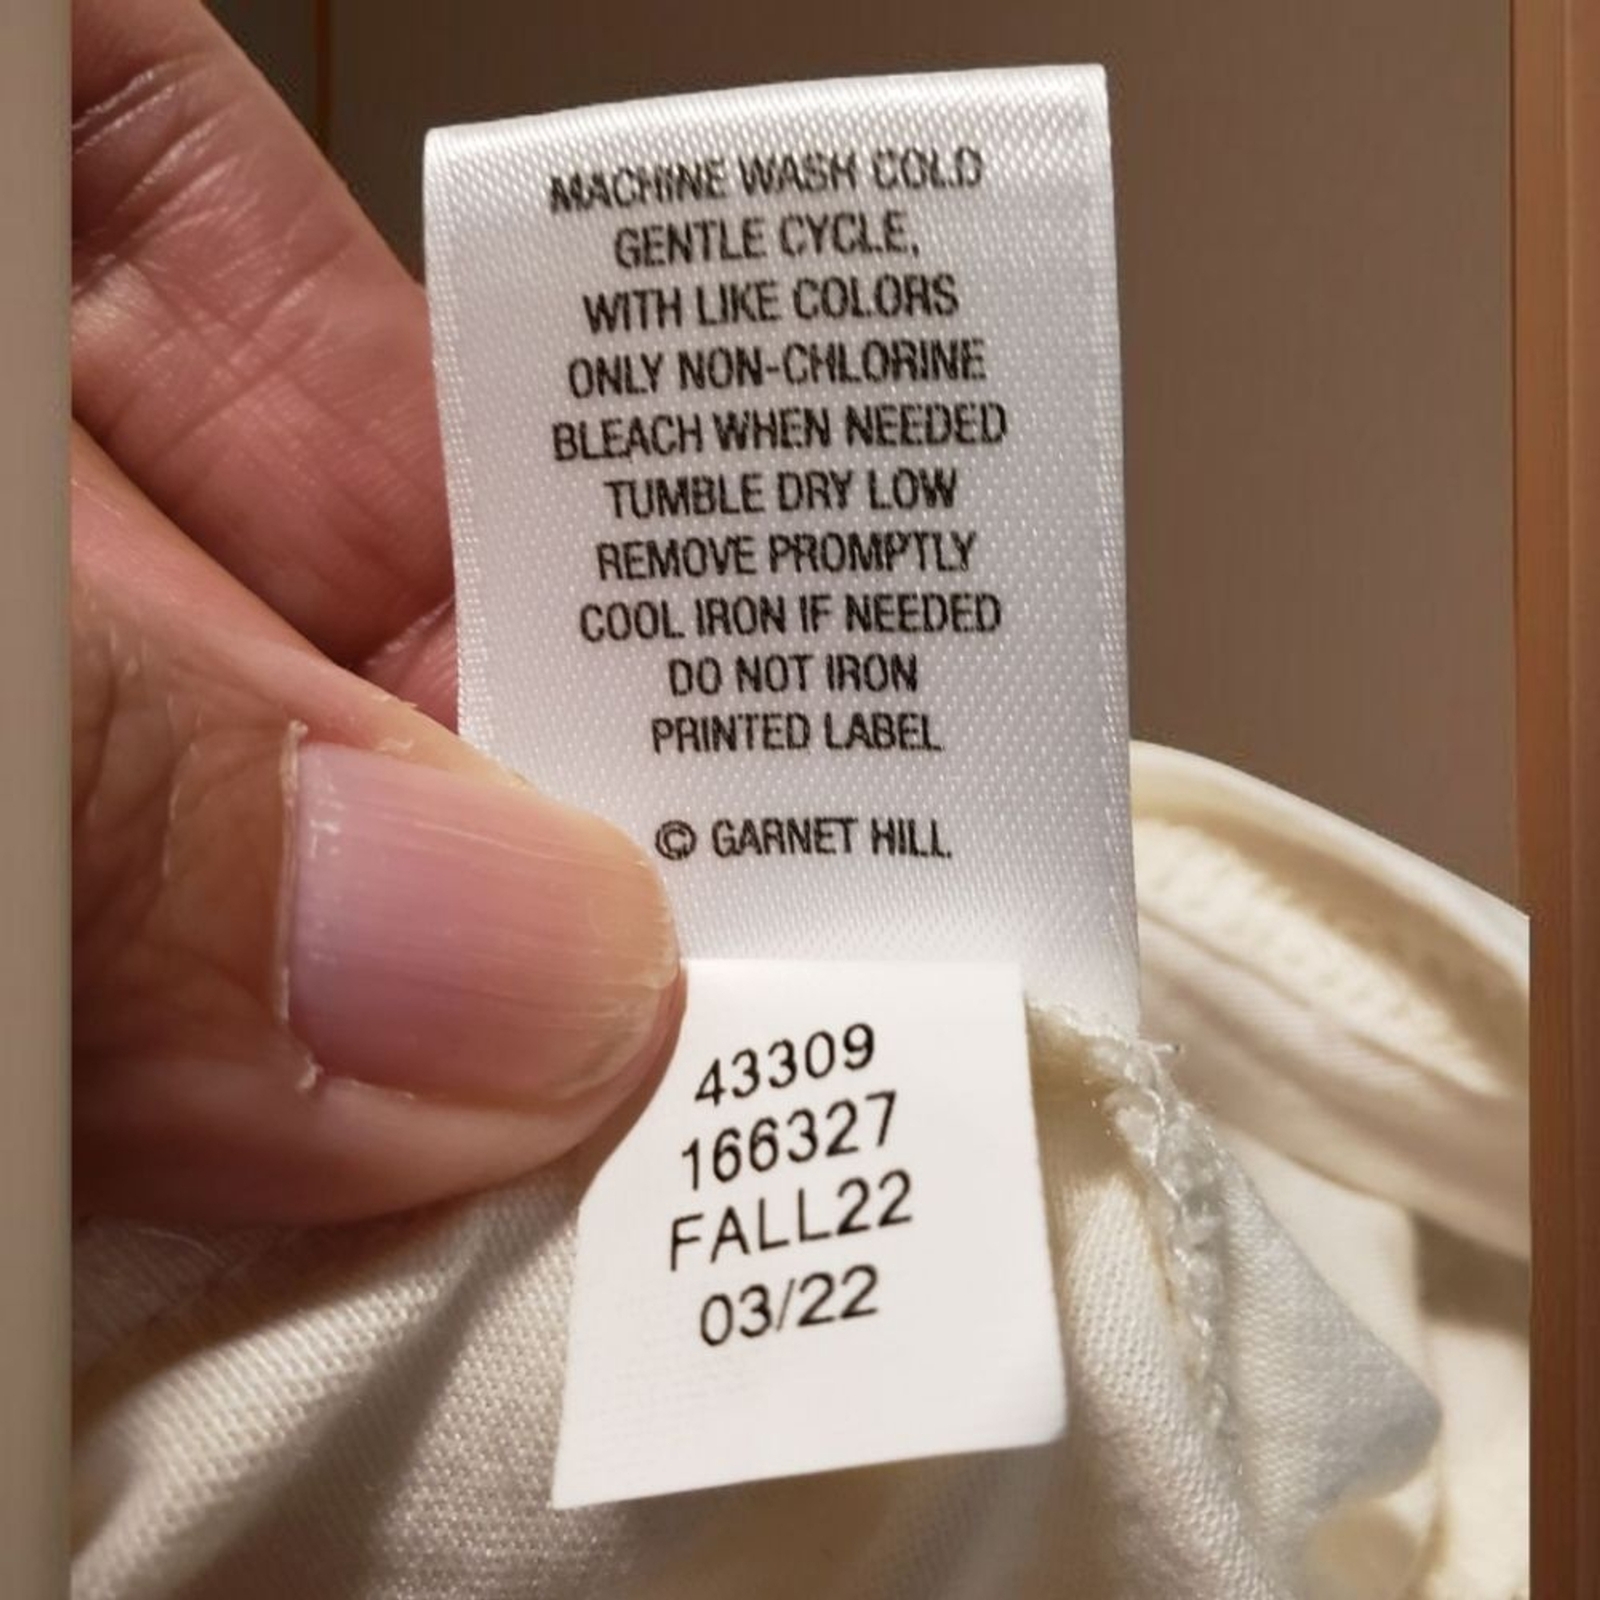 MACHINE WASH COLD
GENTLE CYCLE,
WITH LIKE COLORS
ONLY NON-CHLORINE
BLEACH WHEN NEEDED
TUMBLE DRY LOW
REMOVE PROMPTLY
COOL IRON IF NEEDED
DO NOT IRON
PRINTED LABEL
© GARNET HILL
43309
166327
FALL22
03/22